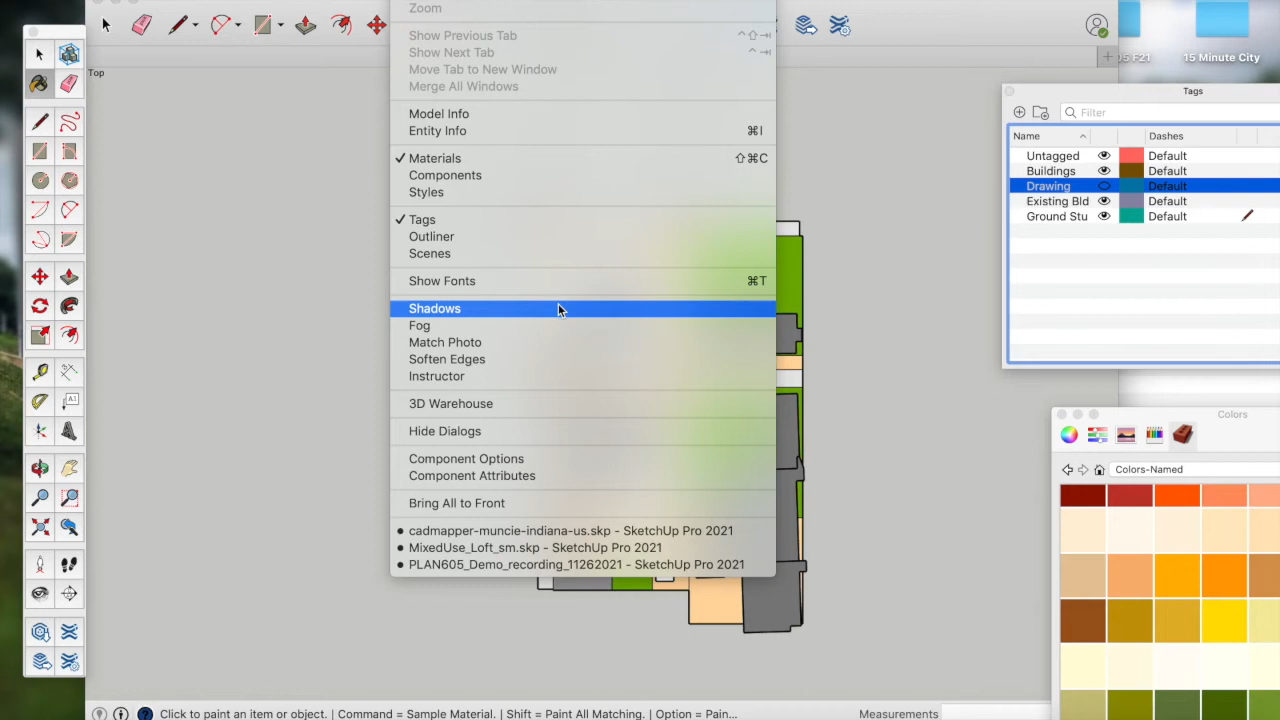 Zoom
Show Previous Tab ⌃⇧⇥
Show Next Tab ⌃⇥
Move Tab to New Window
Merge All Windows
Top
Model Info
Entity Info ⌘I
✓ Materials ⇧⌘C
Components
Styles
✓ Tags
Outliner
Scenes
Show Fonts ⌘T
Shadows
Fog
Match Photo
Soften Edges
Instructor
3D Warehouse
Hide Dialogs
Component Options
Component Attributes
Bring All to Front
• cadmapper-muncie-indiana-us.skp - SketchUp Pro 2021
• MixedUse_Loft_sm.skp - SketchUp Pro 2021
• PLAN605_Demo_recording_11262021 - SketchUp Pro 2021
A1
05 F21
15 Minute City
Tags
Filter
Name Dashes
Untagged Default
Buildings Default
Drawing Default
Existing Bld Default
Ground Stu Default
Colors
Colors-Named
Click to paint an item or object. | Command = Sample Material. | Shift = Paint All Matching. | Option = Pain...
Measurements